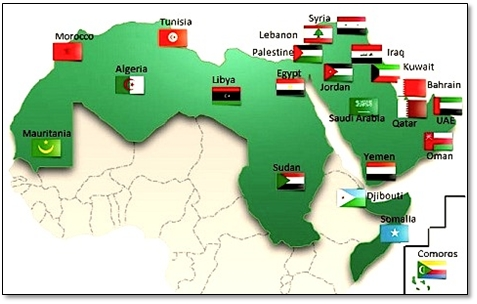 Syria
Tunisia
Lebanon
Morocco
Palestine
Iraq
Kuwait
Algeria
Libya
Egypt
Jordan
Bahrain
Saudi Arabia
Qatar
UAE
Mauritania
Oman
Yemen
Sudan
Djibouti
Somalia
Comoros